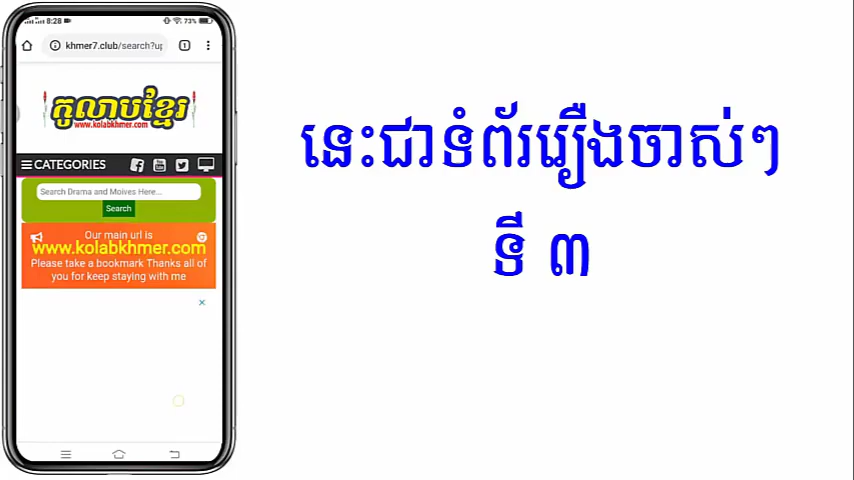 8:28
73%
khmer7.club/search?up
1
កូលាបខ្មែរ
www.kolabkhmer.com
CATEGORIES
Search Drama and Moives Here...
Search
Our main url is
www.kolabkhmer.com
Please take a bookmark Thanks all of
you for keep staying with me
នេះជាទំព័ររឿងចាស់ៗ
ទី ៣